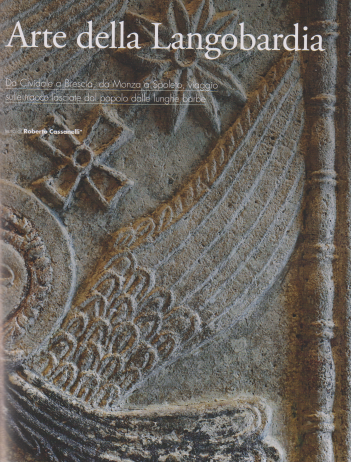 Arte della Langobardia
Da Cividale a Brescia, da Monza a Spoleto, viaggio
sulle tracce lasciate dal popolo dalle lunghe barbe
Roberto Cassanelli*